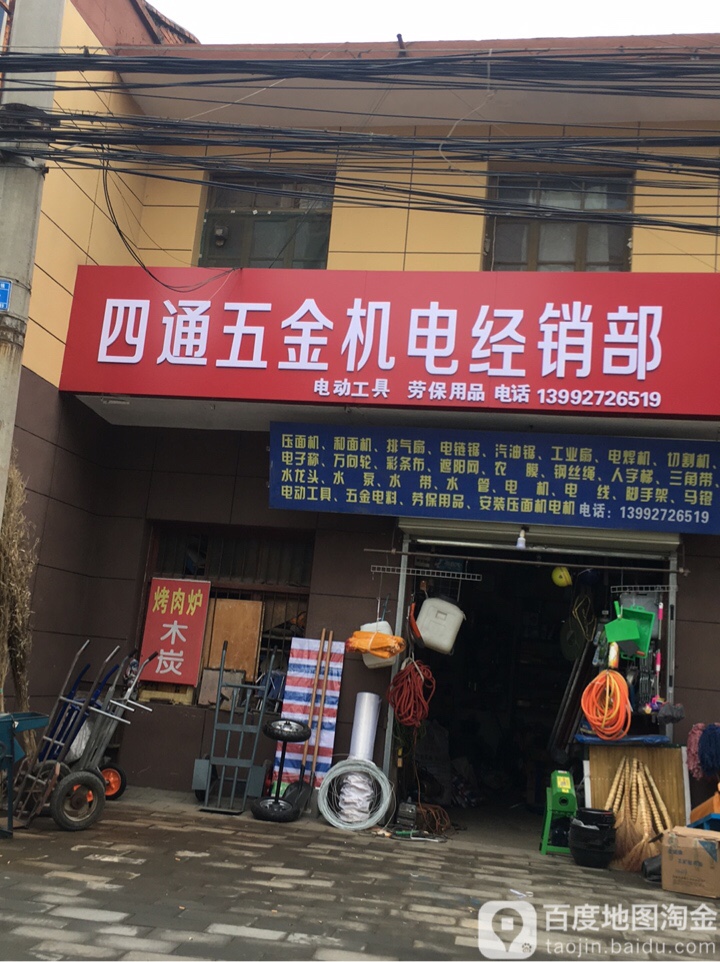 四通五金机电经销部
电动工具 劳保用品 电话 13992726519
压面机、和面机、排气扇、电链锯、汽油锯、工业扇、电焊机、切割机、
电子称、万向轮、彩条布、遮阳网、农膜、钢丝绳、人字梯、三角带、
水龙头、水泵、水带、水管、电机、电线、脚手架、马镫
电动工具、五金电料、劳保用品、安装压面机电机 电话：13992726519
烤肉炉
木
炭
百度地图淘金
taojin.baidu.com